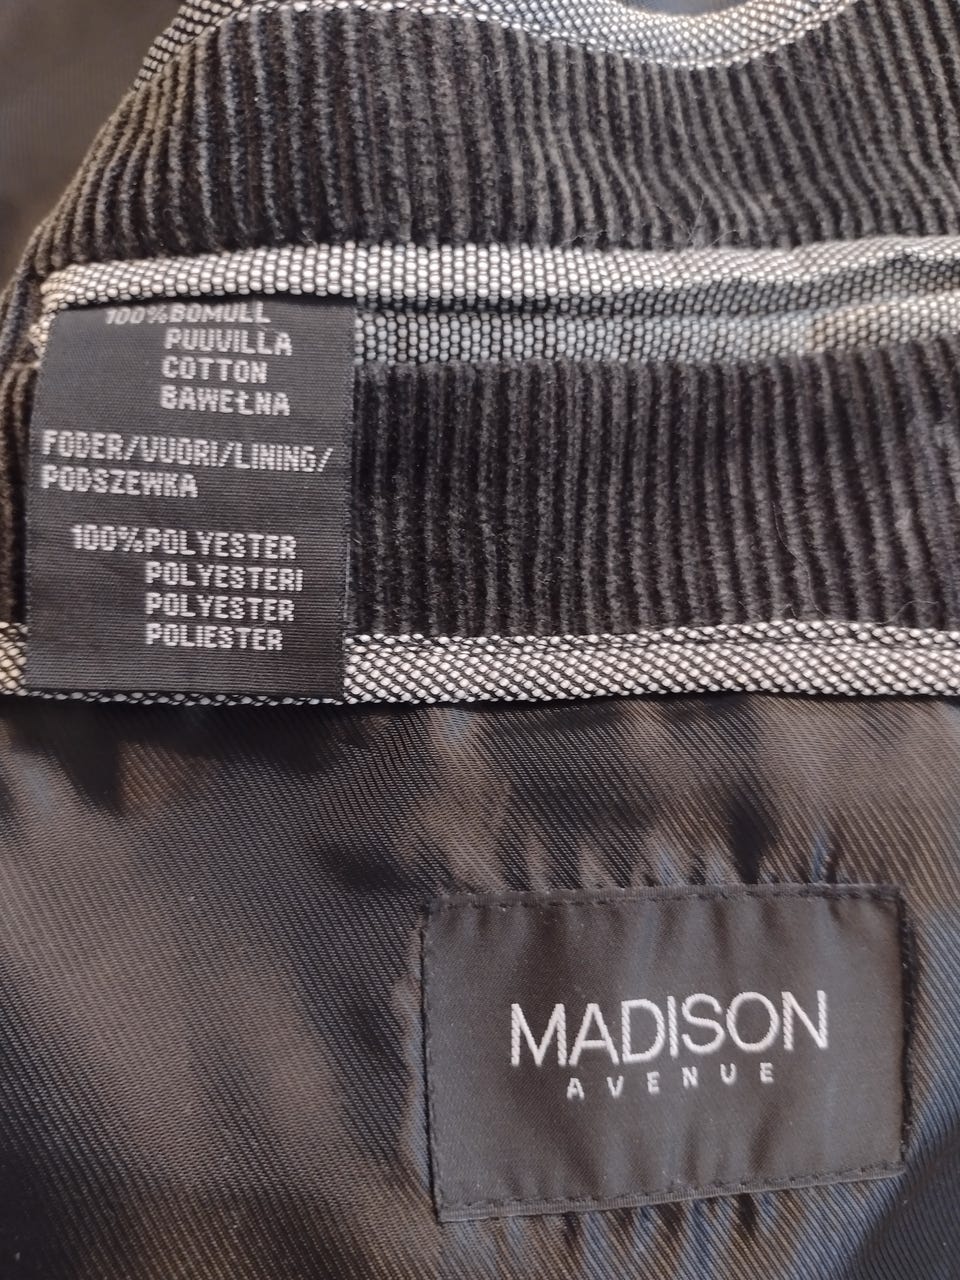 100%BOMULL
PUUVILLA
COTTON
BAWEŁNA
FODER/VUORI/LINING/
PODSZEWKA
100%POLYESTER
POLYESTERI
POLYESTER
POLIESTER
MADISON
AVENUE